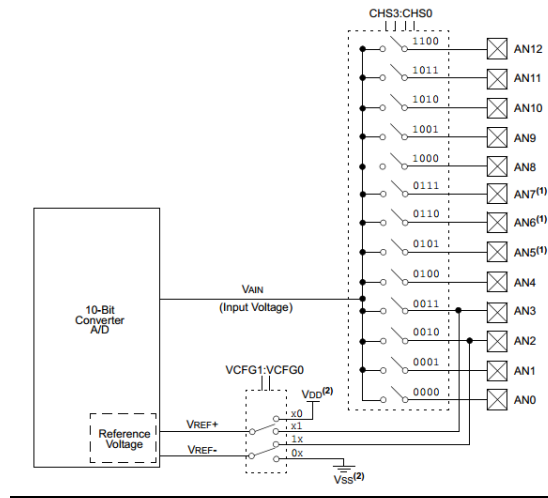 CHS3:CHS0
1100 AN12
1011 AN11
1010 AN10
1001 AN9
1000 AN8
0111 AN7(1)
0110 AN6(1)
0101 AN5(1)
0100 AN4
VAIN
(Input Voltage)
0011 AN3
10-Bit
Converter
A/D
0010 AN2
0001 AN1
VCFG1:VCFG0
0000 AN0
VDD(2)
x0
VREF+
x1
Reference
Voltage
1x
VREF-
0x
VSS(2)